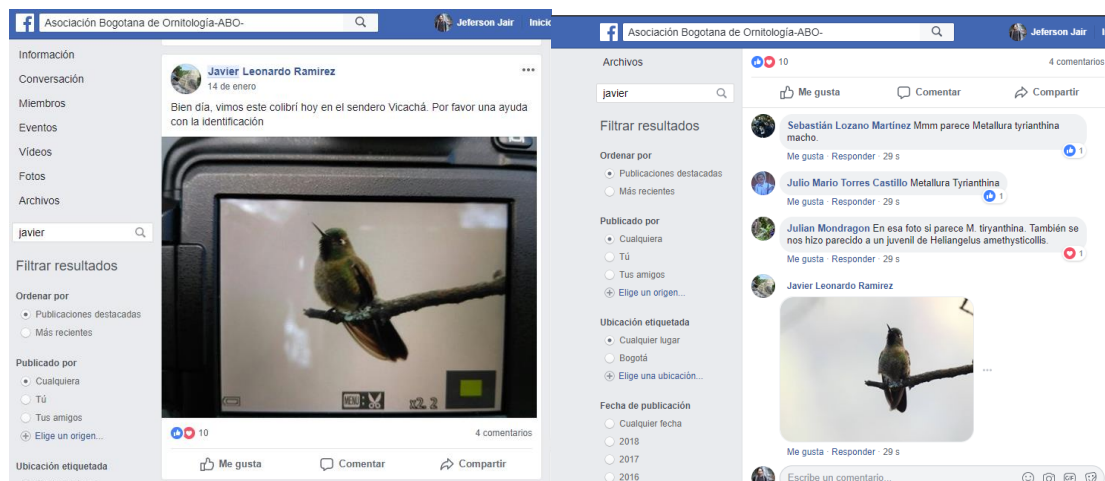 Asociación Bogotana de Ornitología-ABO-
Jeferson Jair
Información
Conversación
Miembros
Eventos
Vídeos
Fotos
Archivos
javier
Filtrar resultados
Ordenar por
Publicaciones destacadas
Más recientes
Publicado por
Cualquiera
Tú
Tus amigos
Elige un origen...
Ubicación etiquetada
Javier Leonardo Ramirez
14 de enero
Bien día, vimos este colibrí hoy en el sendero Vicachá. Por favor una ayuda
con la identificación
MENU:
x2.2
10
4 comentarios
Me gusta
Comentar
Compartir
Asociación Bogotana de Ornitología-ABO-
Jeferson Jair
Archivos
javier
Filtrar resultados
Ordenar por
Publicaciones destacadas
Más recientes
Publicado por
Cualquiera
Tú
Tus amigos
Elige un origen...
Ubicación etiquetada
Cualquier lugar
Bogotá
Elige una ubicación...
Fecha de publicación
Cualquier fecha
2018
2017
2016
10
4 comentarios
Me gusta
Comentar
Compartir
Sebastián Lozano Martínez Mmm parece Metallura tyrianthina
macho.
1
Me gusta · Responder · 29 s
Julio Mario Torres Castillo Metallura Tyrianthina
1
Me gusta · Responder · 29 s
Julian Mondragon En esa foto si parece M. tiryanthina. También se
nos hizo parecido a un juvenil de Heliangelus amethysticollis.
1
Me gusta · Responder · 29 s
Javier Leonardo Ramirez
Me gusta · Responder · 29 s
Escribe un comentario...
GIF